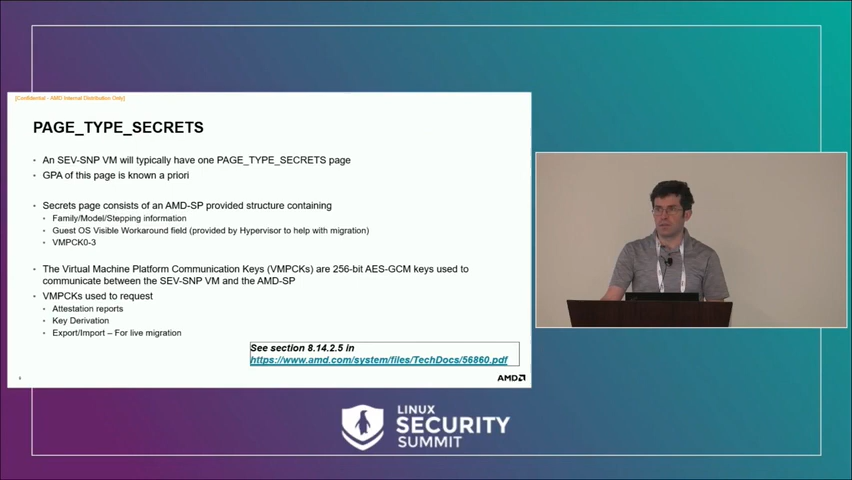 [Confidential - AMD Internal Distribution Only]
PAGE_TYPE_SECRETS
• An SEV-SNP VM will typically have one PAGE_TYPE_SECRETS page
• GPA of this page is known a priori
• Secrets page consists of an AMD-SP provided structure containing
• Family/Model/Stepping information
• Guest OS Visible Workaround field (provided by Hypervisor to help with migration)
• VMPCK0-3
• The Virtual Machine Platform Communication Keys (VMPCKs) are 256-bit AES-GCM keys used to
communicate between the SEV-SNP VM and the AMD-SP
• VMPCKs used to request
• Attestation reports
• Key Derivation
• Export/Import – For live migration
See section 8.14.2.5 in
https://www.amd.com/system/files/TechDocs/56860.pdf
AMD
LINUX
SECURITY
SUMMIT